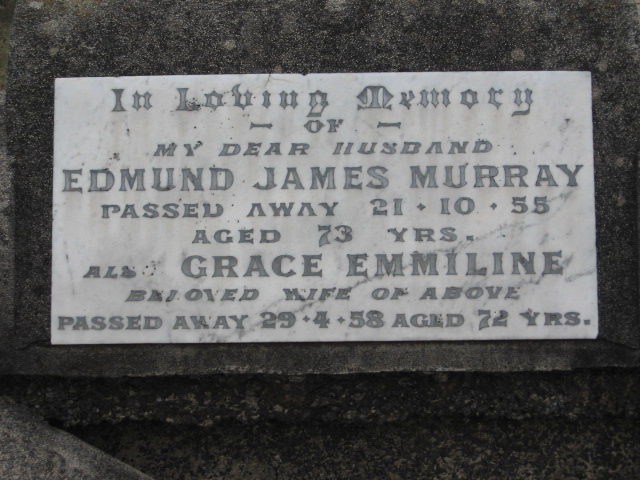 In Loving Memory
- OF -
MY DEAR HUSBAND
EDMUND JAMES MURRAY
PASSED AWAY 21 · 10 · 55
AGED 73 YRS.
ALSO GRACE EMMILINE
BELOVED WIFE OF ABOVE
PASSED AWAY 29 · 4 · 58 AGED 72 YRS.